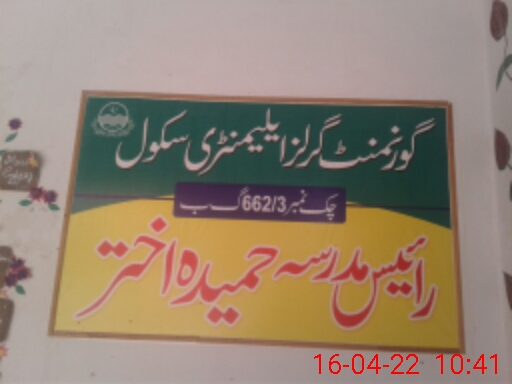 گورنمنٹ گرلز ایلیمنٹری سکول
چک نمبر 662/3 گ ب
رائیس مدرسہ حمیدہ اختر
16-04-22 10:41